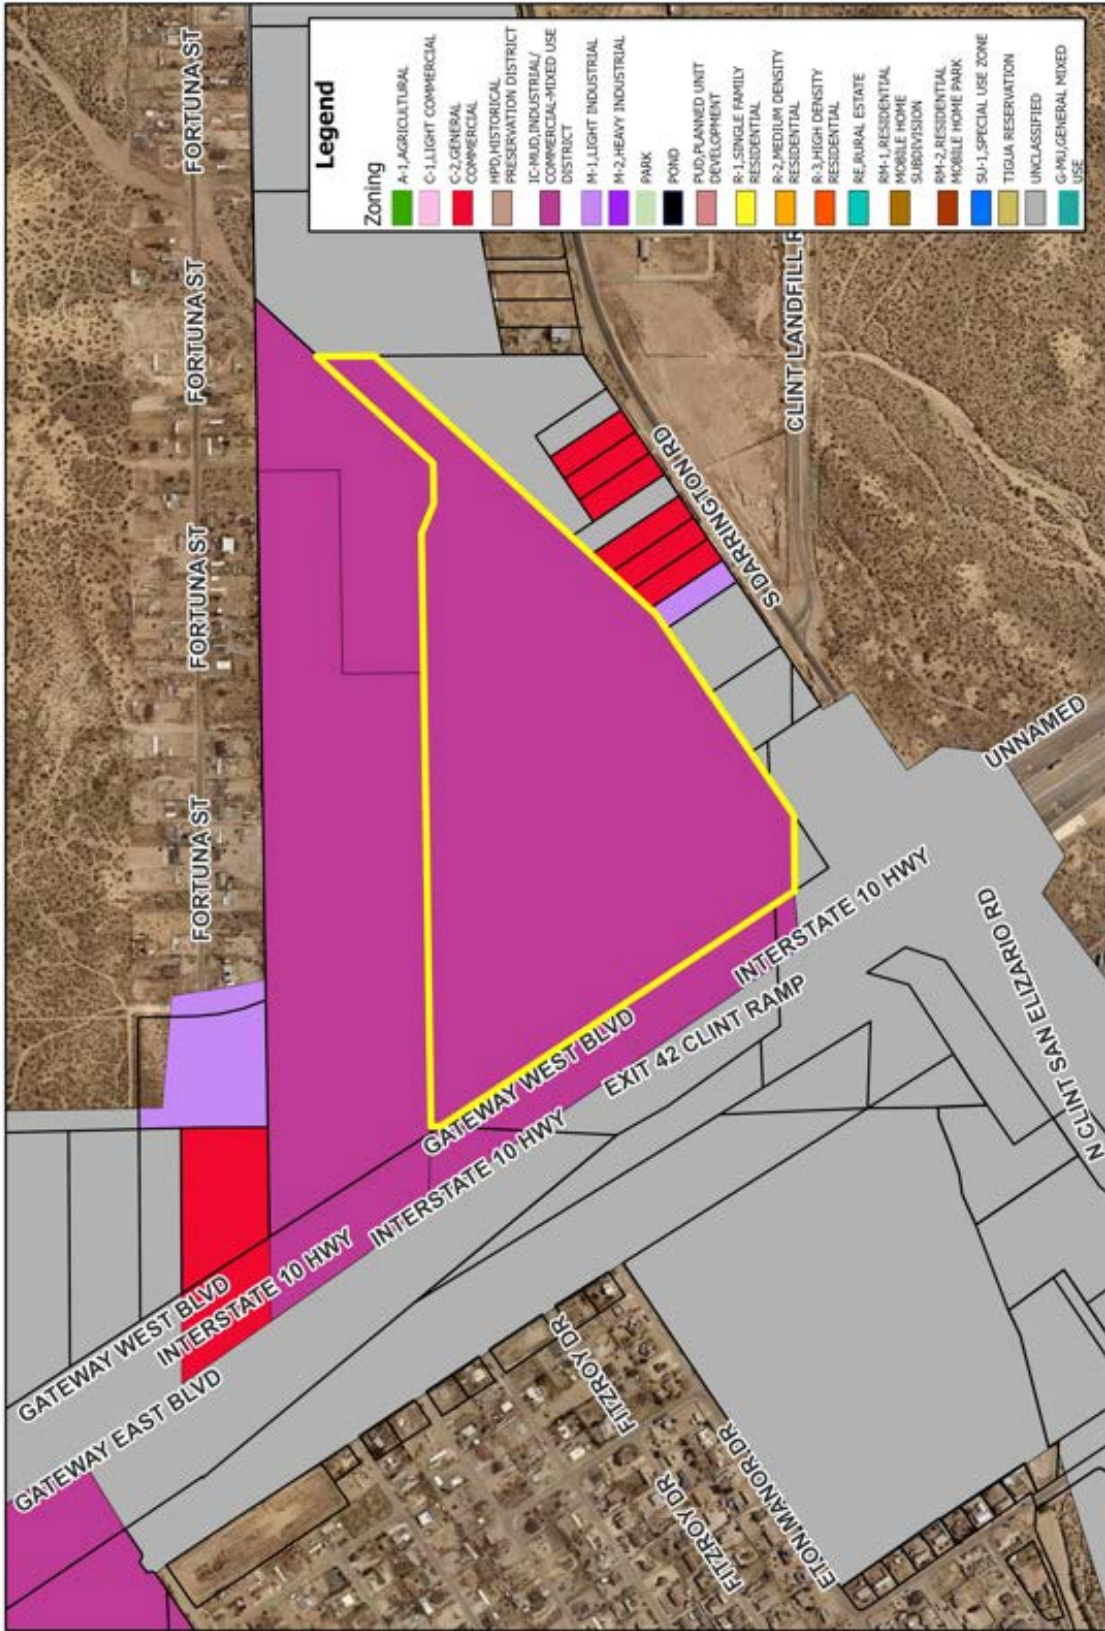 Legend
Zoning
A-1,AGRICULTURAL
C-1,LIGHT COMMERCIAL
C-2,GENERAL
COMMERCIAL
HPD,HISTORICAL
PRESERVATION DISTRICT
IC-MUD,INDUSTRIAL/
COMMERCIAL-MIXED USE
DISTRICT
M-1,LIGHT INDUSTRIAL
M-2,HEAVY INDUSTRIAL
PARK
POND
PUD,PLANNED UNIT
DEVELOPMENT
R-1,SINGLE FAMILY
RESIDENTIAL
R-2,MEDIUM DENSITY
RESIDENTIAL
R-3,HIGH DENSITY
RESIDENTIAL
RE,RURAL ESTATE
RM-1,RESIDENTIAL
MOBILE HOME
SUBDIVISION
RM-2,RESIDENTIAL
MOBILE HOME PARK
SU-1,SPECIAL USE ZONE
TIGUA RESERVATION
UNCLASSIFIED
G-MU,GENERAL MIXED
USE
FORTUNA ST
FORTUNA ST
FORTUNA ST
FORTUNA ST
FORTUNA ST
GATEWAY WEST BLVD
INTERSTATE 10 HWY
GATEWAY EAST BLVD
GATEWAY WEST BLVD
INTERSTATE 10 HWY
EXIT 42 CLINT RAMP
INTERSTATE 10 HWY
S DARRINGTON RD
CLINT LANDFILL R
UNNAMED
N CLINT SAN ELIZARIO RD
FITZROY DR
FITZROY DR
ETON MANOR DR